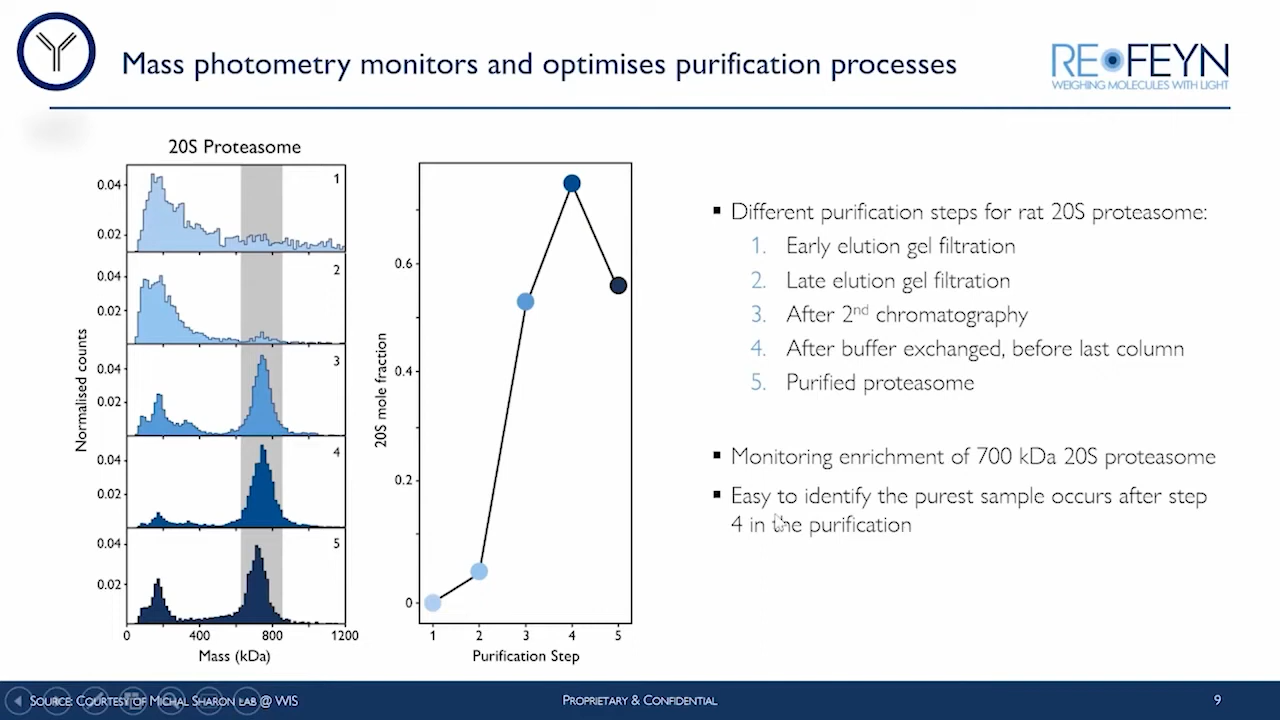 Mass photometry monitors and optimises purification processes
REFEYN
WEIGHING MOLECULES WITH LIGHT
20S Proteasome
0.04
0.02
1
0.04
0.02
2
0.04
0.02
3
0.04
0.02
4
0.04
0.02
5
Normalised counts
0 400 800 1200
Mass (kDa)
20S mole fraction
0.6
0.4
0.2
0
1 2 3 4 5
Purification Step
▪ Different purification steps for rat 20S proteasome:
1. Early elution gel filtration
2. Late elution gel filtration
3. After 2nd chromatography
4. After buffer exchanged, before last column
5. Purified proteasome
▪ Monitoring enrichment of 700 kDa 20S proteasome
▪ Easy to identify the purest sample occurs after step
4 in the purification
SOURCE: COURTESY OF MICHAL SHARON LAB @ WIS
PROPRIETARY & CONFIDENTIAL
9